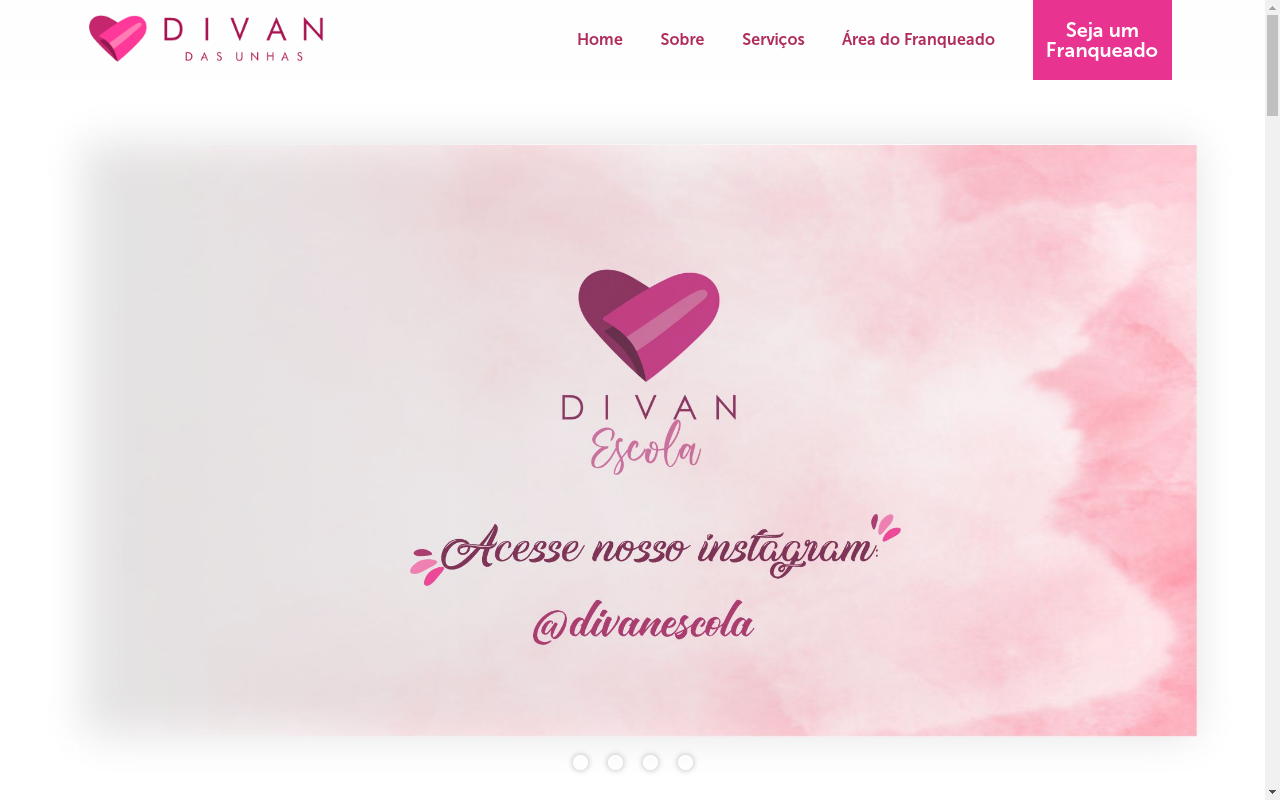 DIVAN
DAS UNHAS
Home
Sobre
Serviços
Área do Franqueado
Seja um
Franqueado
DIVAN
Escola
Acesse nosso instagram:
@divanescola